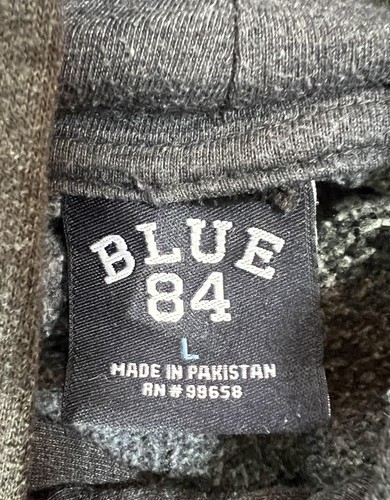 BLUE
84
L
MADE IN PAKISTAN
RN # 99658